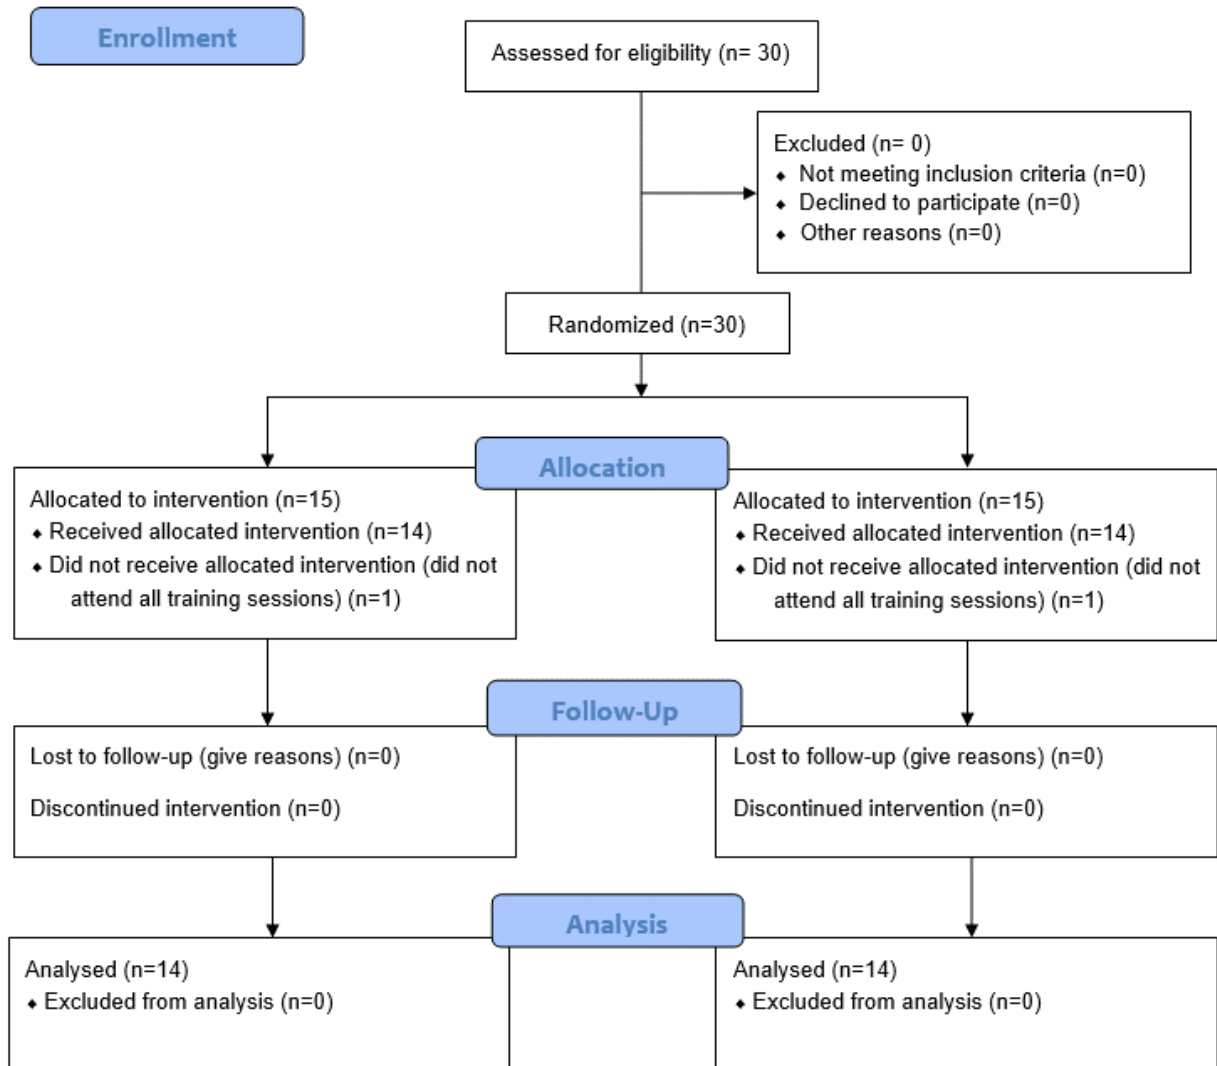 Enrollment
Assessed for eligibility (n= 30)
Excluded (n= 0)
⬥ Not meeting inclusion criteria (n=0)
⬥ Declined to participate (n=0)
⬥ Other reasons (n=0)
Randomized (n=30)
Allocation
Allocated to intervention (n=15)
⬥ Received allocated intervention (n=14)
⬥ Did not receive allocated intervention (did not
attend all training sessions) (n=1)
Allocated to intervention (n=15)
⬥ Received allocated intervention (n=14)
⬥ Did not receive allocated intervention (did not
attend all training sessions) (n=1)
Follow-Up
Lost to follow-up (give reasons) (n=0)
Discontinued intervention (n=0)
Lost to follow-up (give reasons) (n=0)
Discontinued intervention (n=0)
Analysis
Analysed (n=14)
⬥ Excluded from analysis (n=0)
Analysed (n=14)
⬥ Excluded from analysis (n=0)